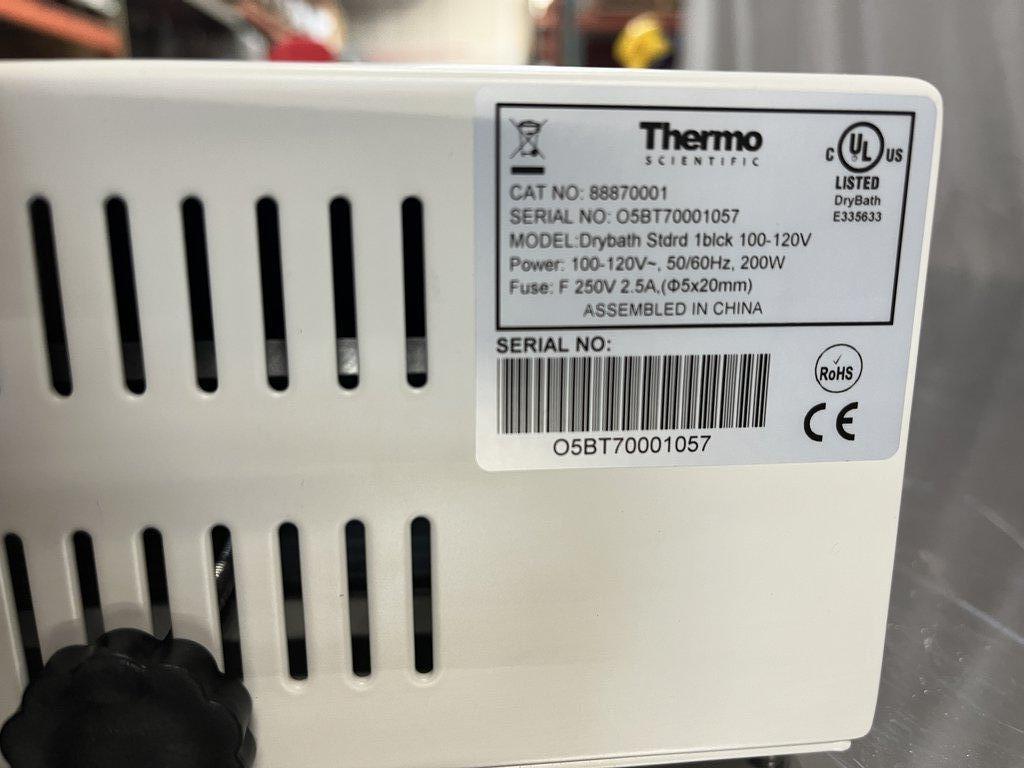 Thermo
SCIENTIFIC
C UL US
LISTED
DryBath
E335633
CAT NO: 88870001
SERIAL NO: O5BT70001057
MODEL:Drybath Stdrd 1blck 100-120V
Power: 100-120V~, 50/60Hz, 200W
Fuse: F 250V 2.5A,(Φ5x20mm)
ASSEMBLED IN CHINA
SERIAL NO:
O5BT70001057
RoHS
CE